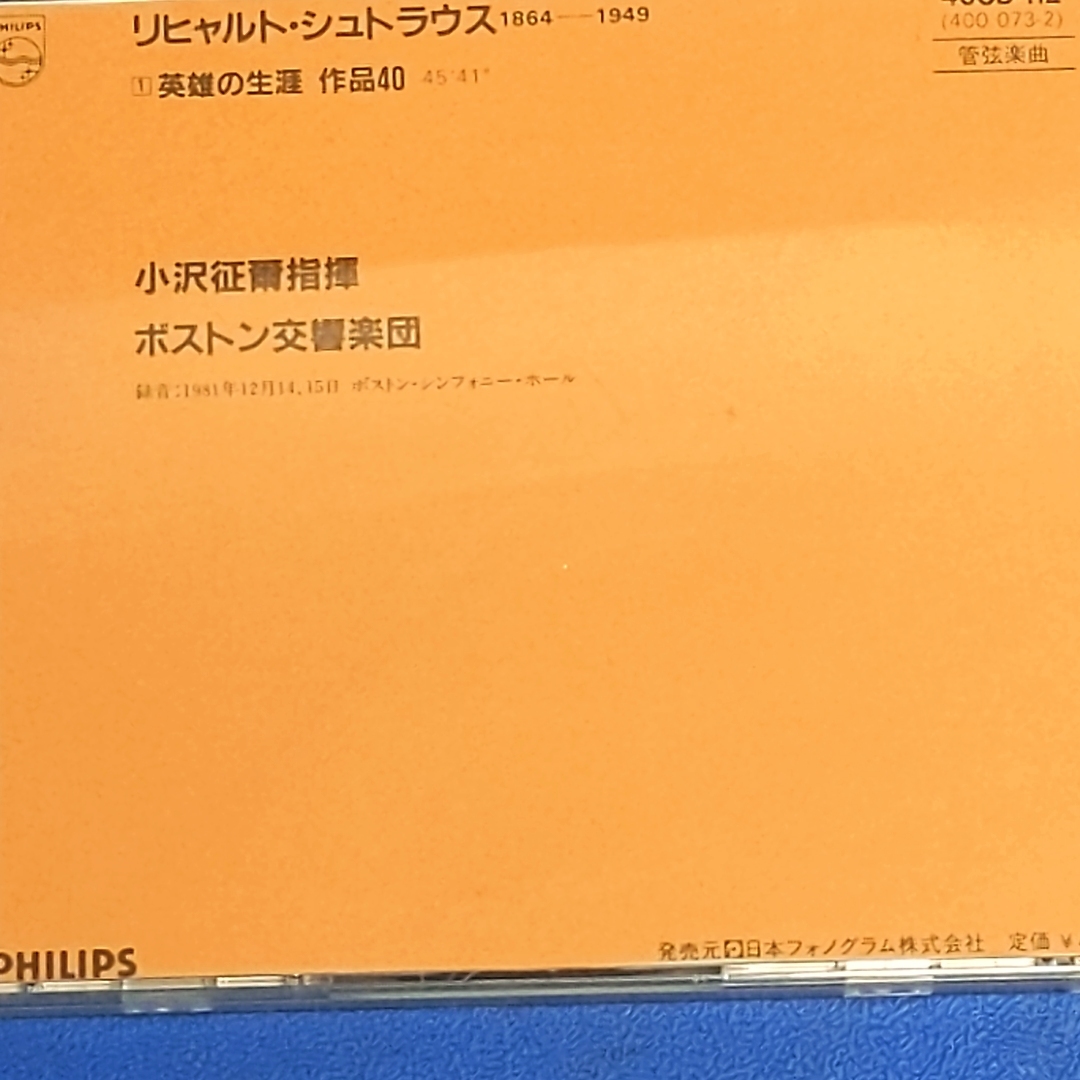 PHILIPS
リヒャルト・シュトラウス1864—1949
(400 073-2)
管弦楽曲
1 英雄の生涯 作品40 45'41"
小沢征爾指揮
ボストン交響楽団
録音:1981年12月14,15日 ボストン・シンフォニー・ホール
PHILIPS
発売元 日本フォノグラム株式会社 定価 ¥